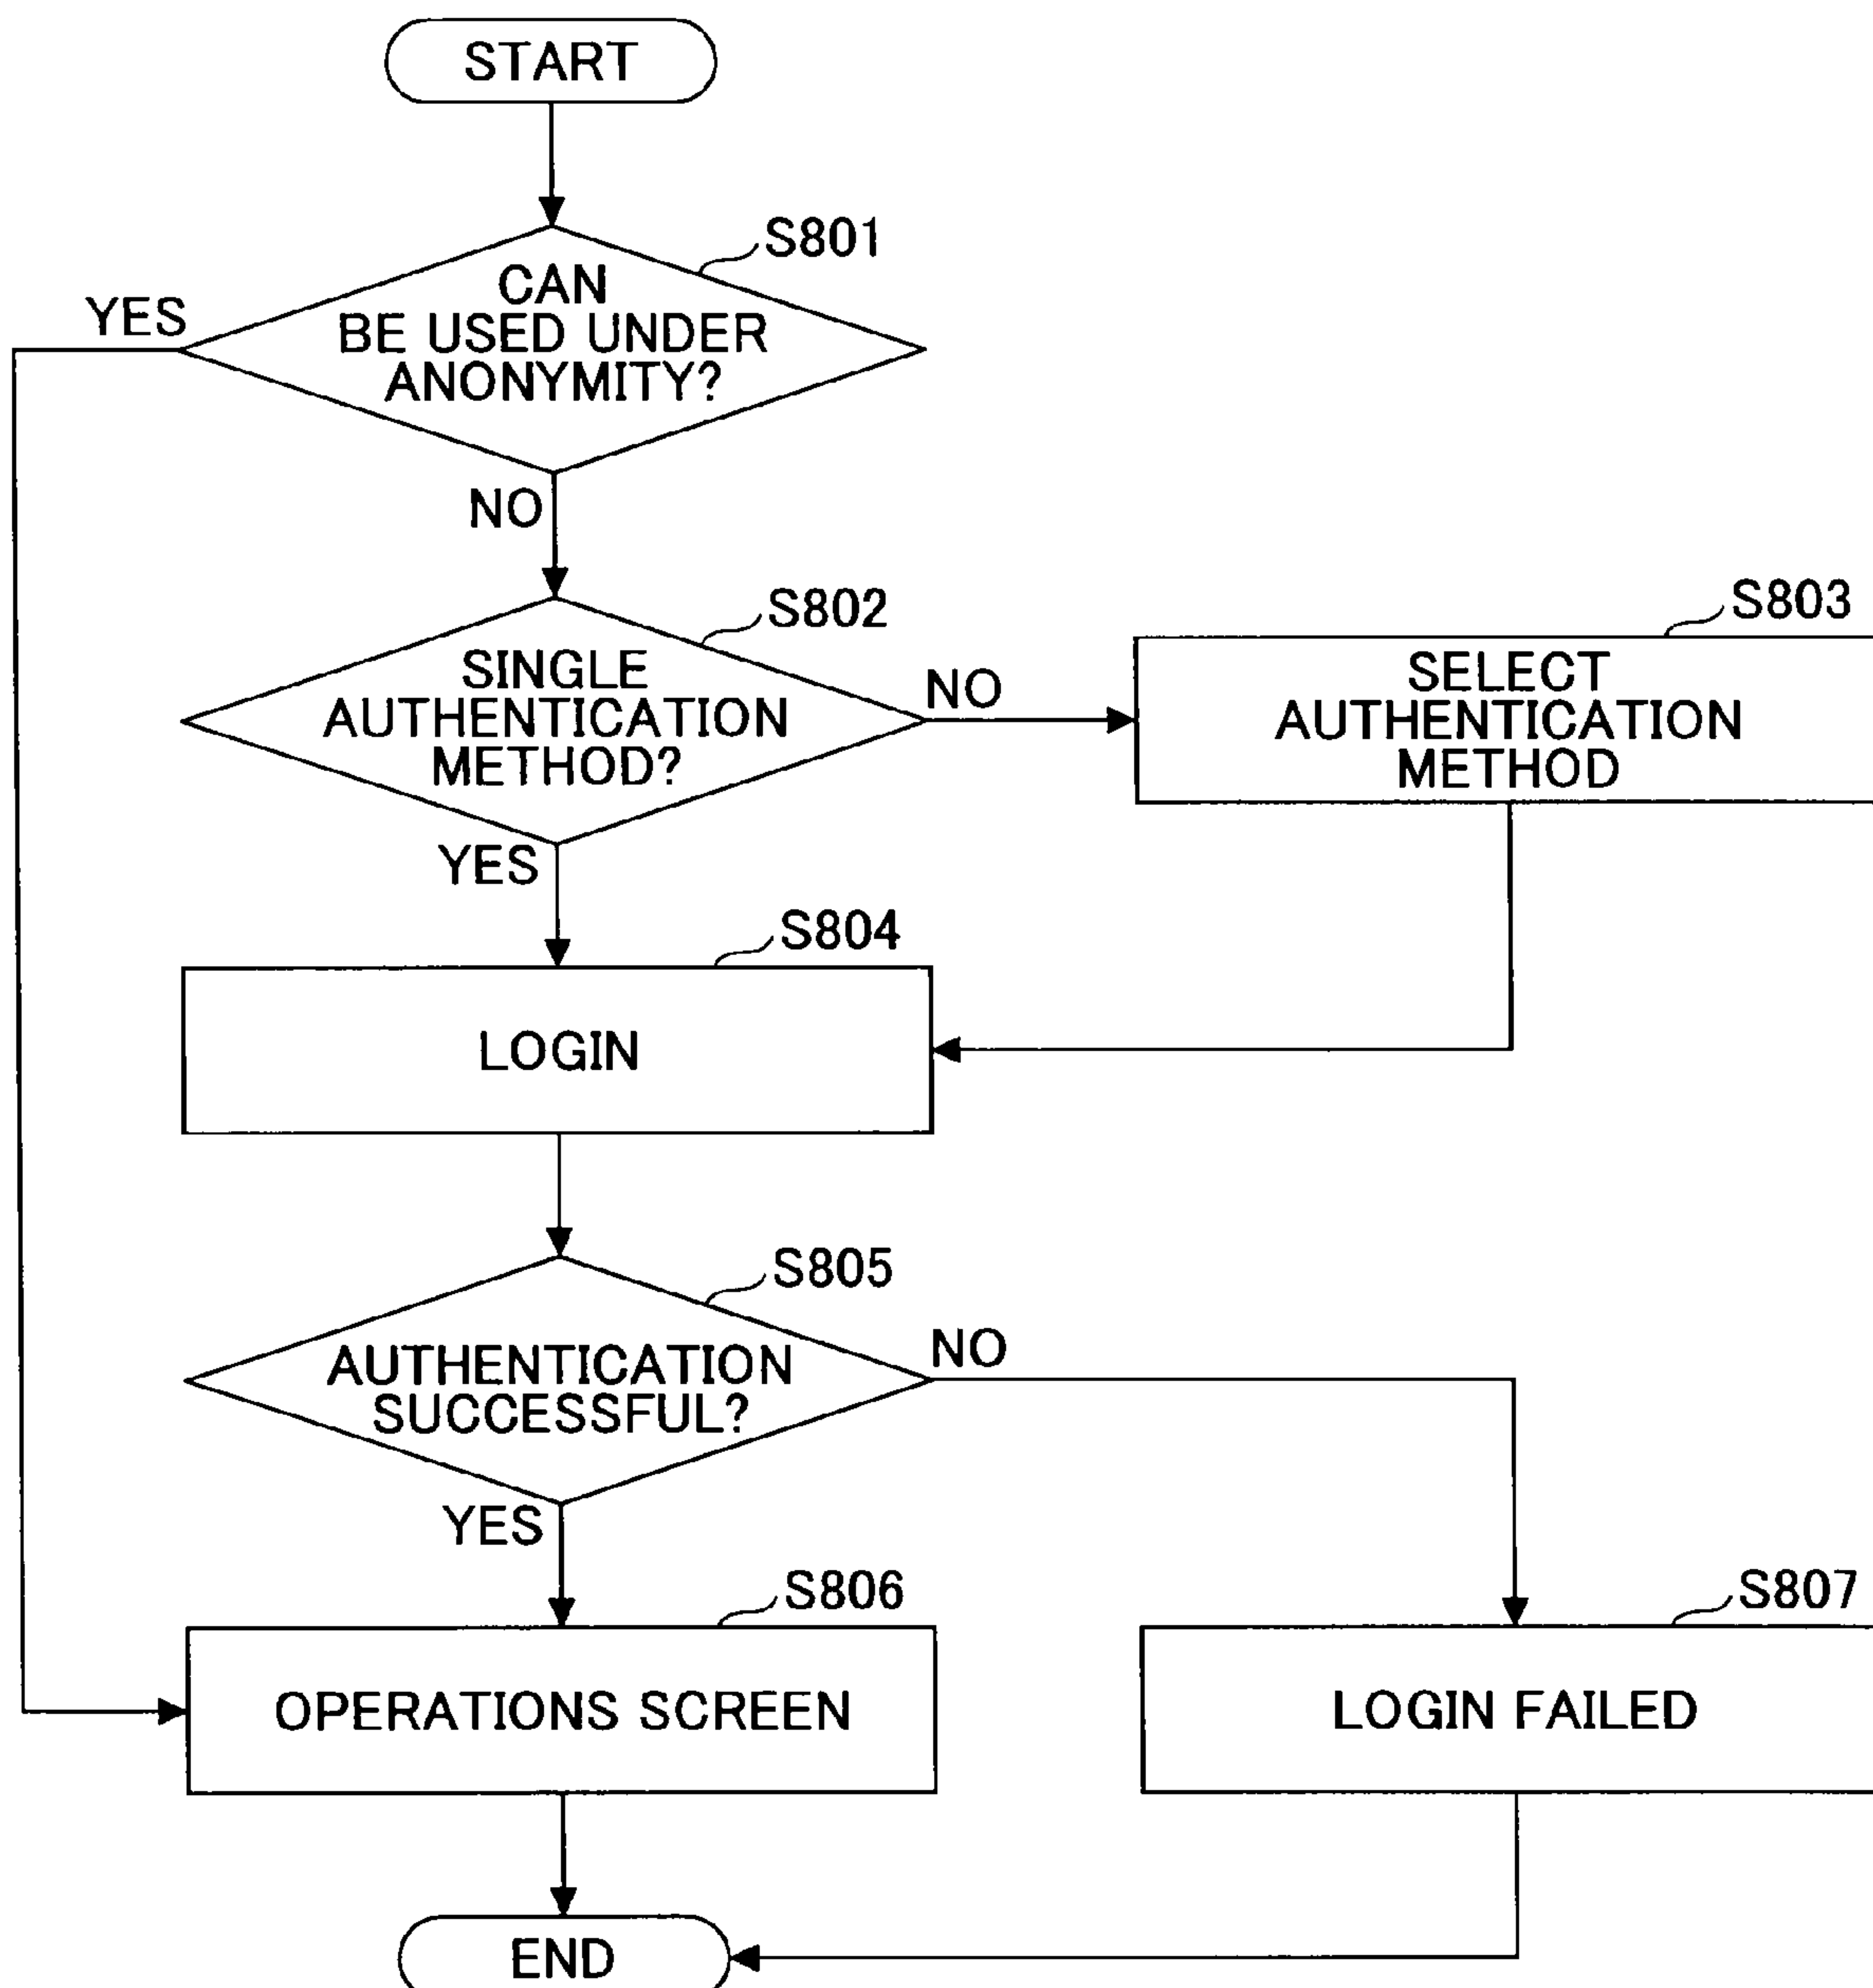 START
S801
CAN
BE USED UNDER
ANONYMITY?
YES
NO
S802
SINGLE
AUTHENTICATION
METHOD?
NO
S803
SELECT
AUTHENTICATION
METHOD
YES
S804
LOGIN
S805
AUTHENTICATION
SUCCESSFUL?
NO
YES
S806
OPERATIONS SCREEN
S807
LOGIN FAILED
END